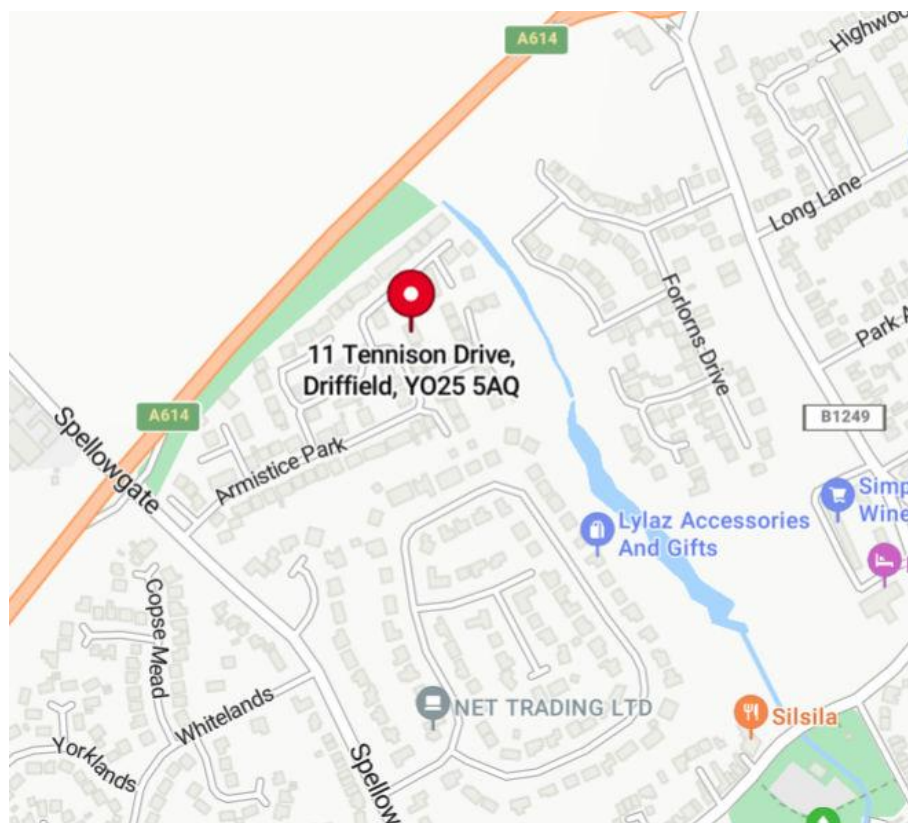 A614
Highwoo
Long Lane
Forlorns Drive
Park A
11 Tennison Drive,
Driffield, YO25 5AQ
A614
B1249
Spellowgate
Armistice Park
Simp
Wine
Lylaz Accessories
And Gifts
Copse Mead
Whitelands
NET TRADING LTD
Silsila
Yorklands
Spellow